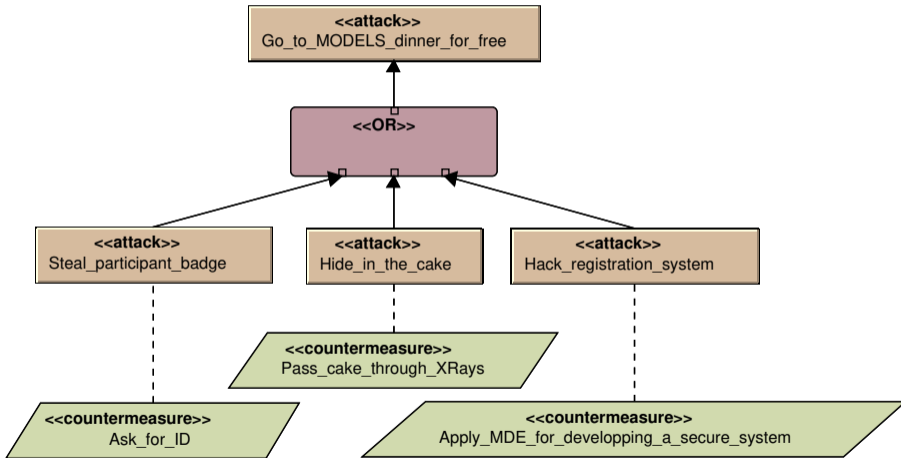 <<attack>>
Go_to_MODELS_dinner_for_free
<<OR>>
<<attack>>
Steal_participant_badge
<<attack>>
Hide_in_the_cake
<<attack>>
Hack_registration_system
<<countermeasure>>
Pass_cake_through_XRays
<<countermeasure>>
Ask_for_ID
<<countermeasure>>
Apply_MDE_for_developping_a_secure_system